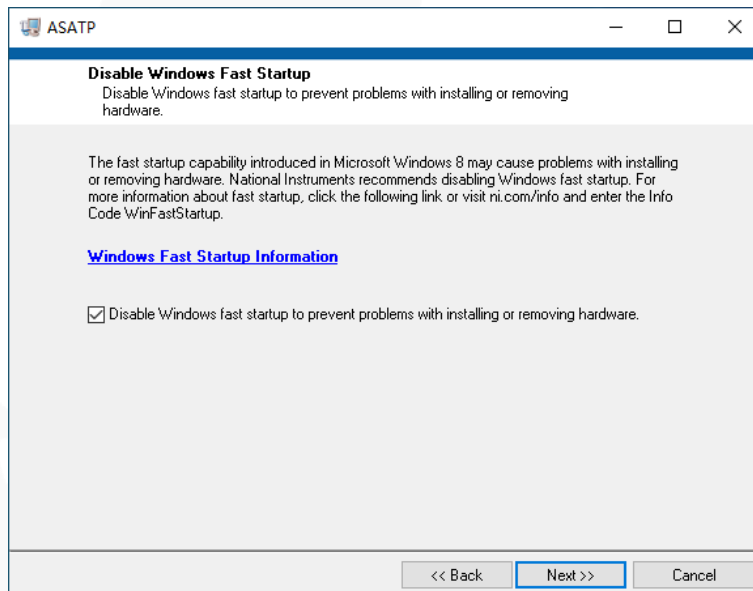 ASATP
Disable Windows Fast Startup
Disable Windows fast startup to prevent problems with installing or removing
hardware.
The fast startup capability introduced in Microsoft Windows 8 may cause problems with installing
or removing hardware. National Instruments recommends disabling Windows fast startup. For
more information about fast startup, click the following link or visit ni.com/info and enter the Info
Code WinFastStartup.
Windows Fast Startup Information
Disable Windows fast startup to prevent problems with installing or removing hardware.
<< Back Next >> Cancel